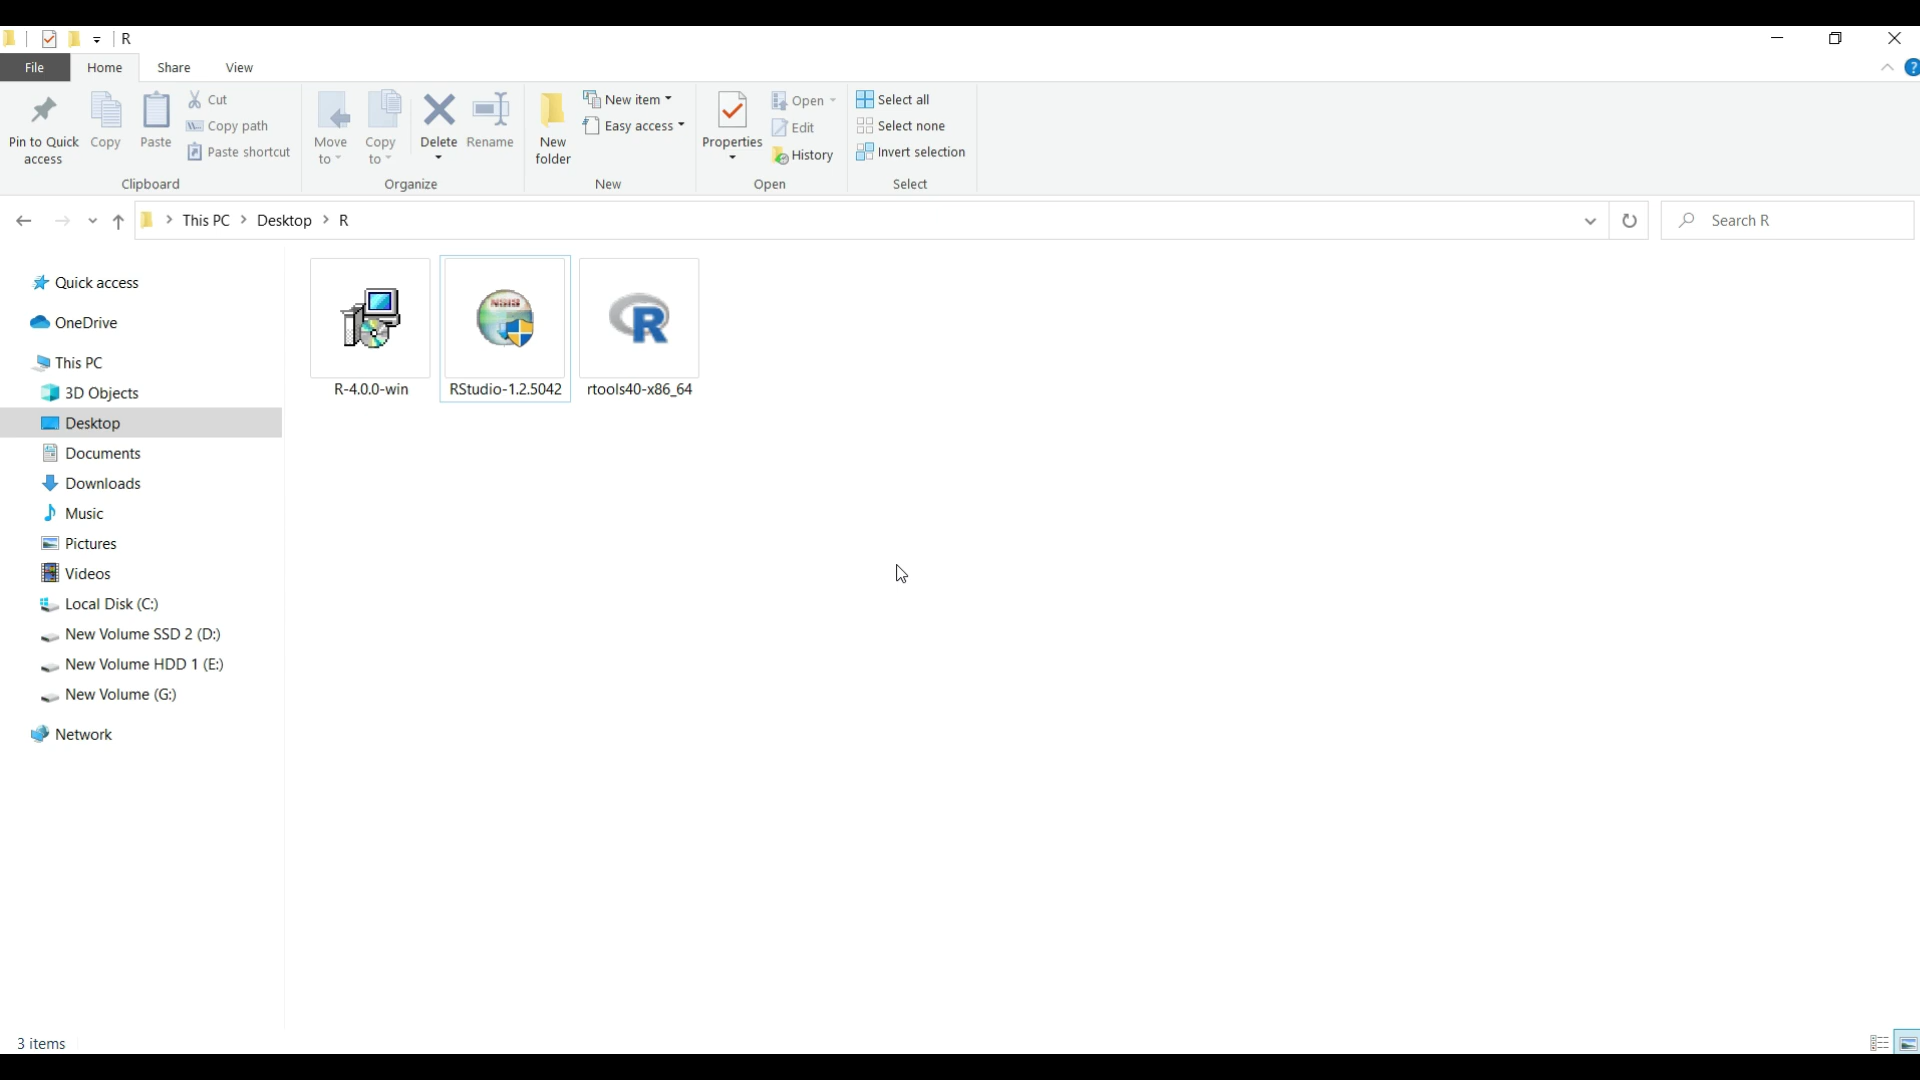 R
File Home Share View
Pin to Quick access
Copy
Paste
Cut
Copy path
Paste shortcut
Clipboard
Move to
Copy to
Delete
Rename
Organize
New folder
New item
Easy access
New
Properties
Open
Edit
History
Open
Select all
Select none
Invert selection
Select
This PC > Desktop > R
Search R
Quick access
OneDrive
This PC
3D Objects
Desktop
Documents
Downloads
Music
Pictures
Videos
Local Disk (C:)
New Volume SSD 2 (D:)
New Volume HDD 1 (E:)
New Volume (G:)
Network
NSIS
R
R-4.0.0-win
RStudio-1.2.5042
rtools40-x86_64
3 items